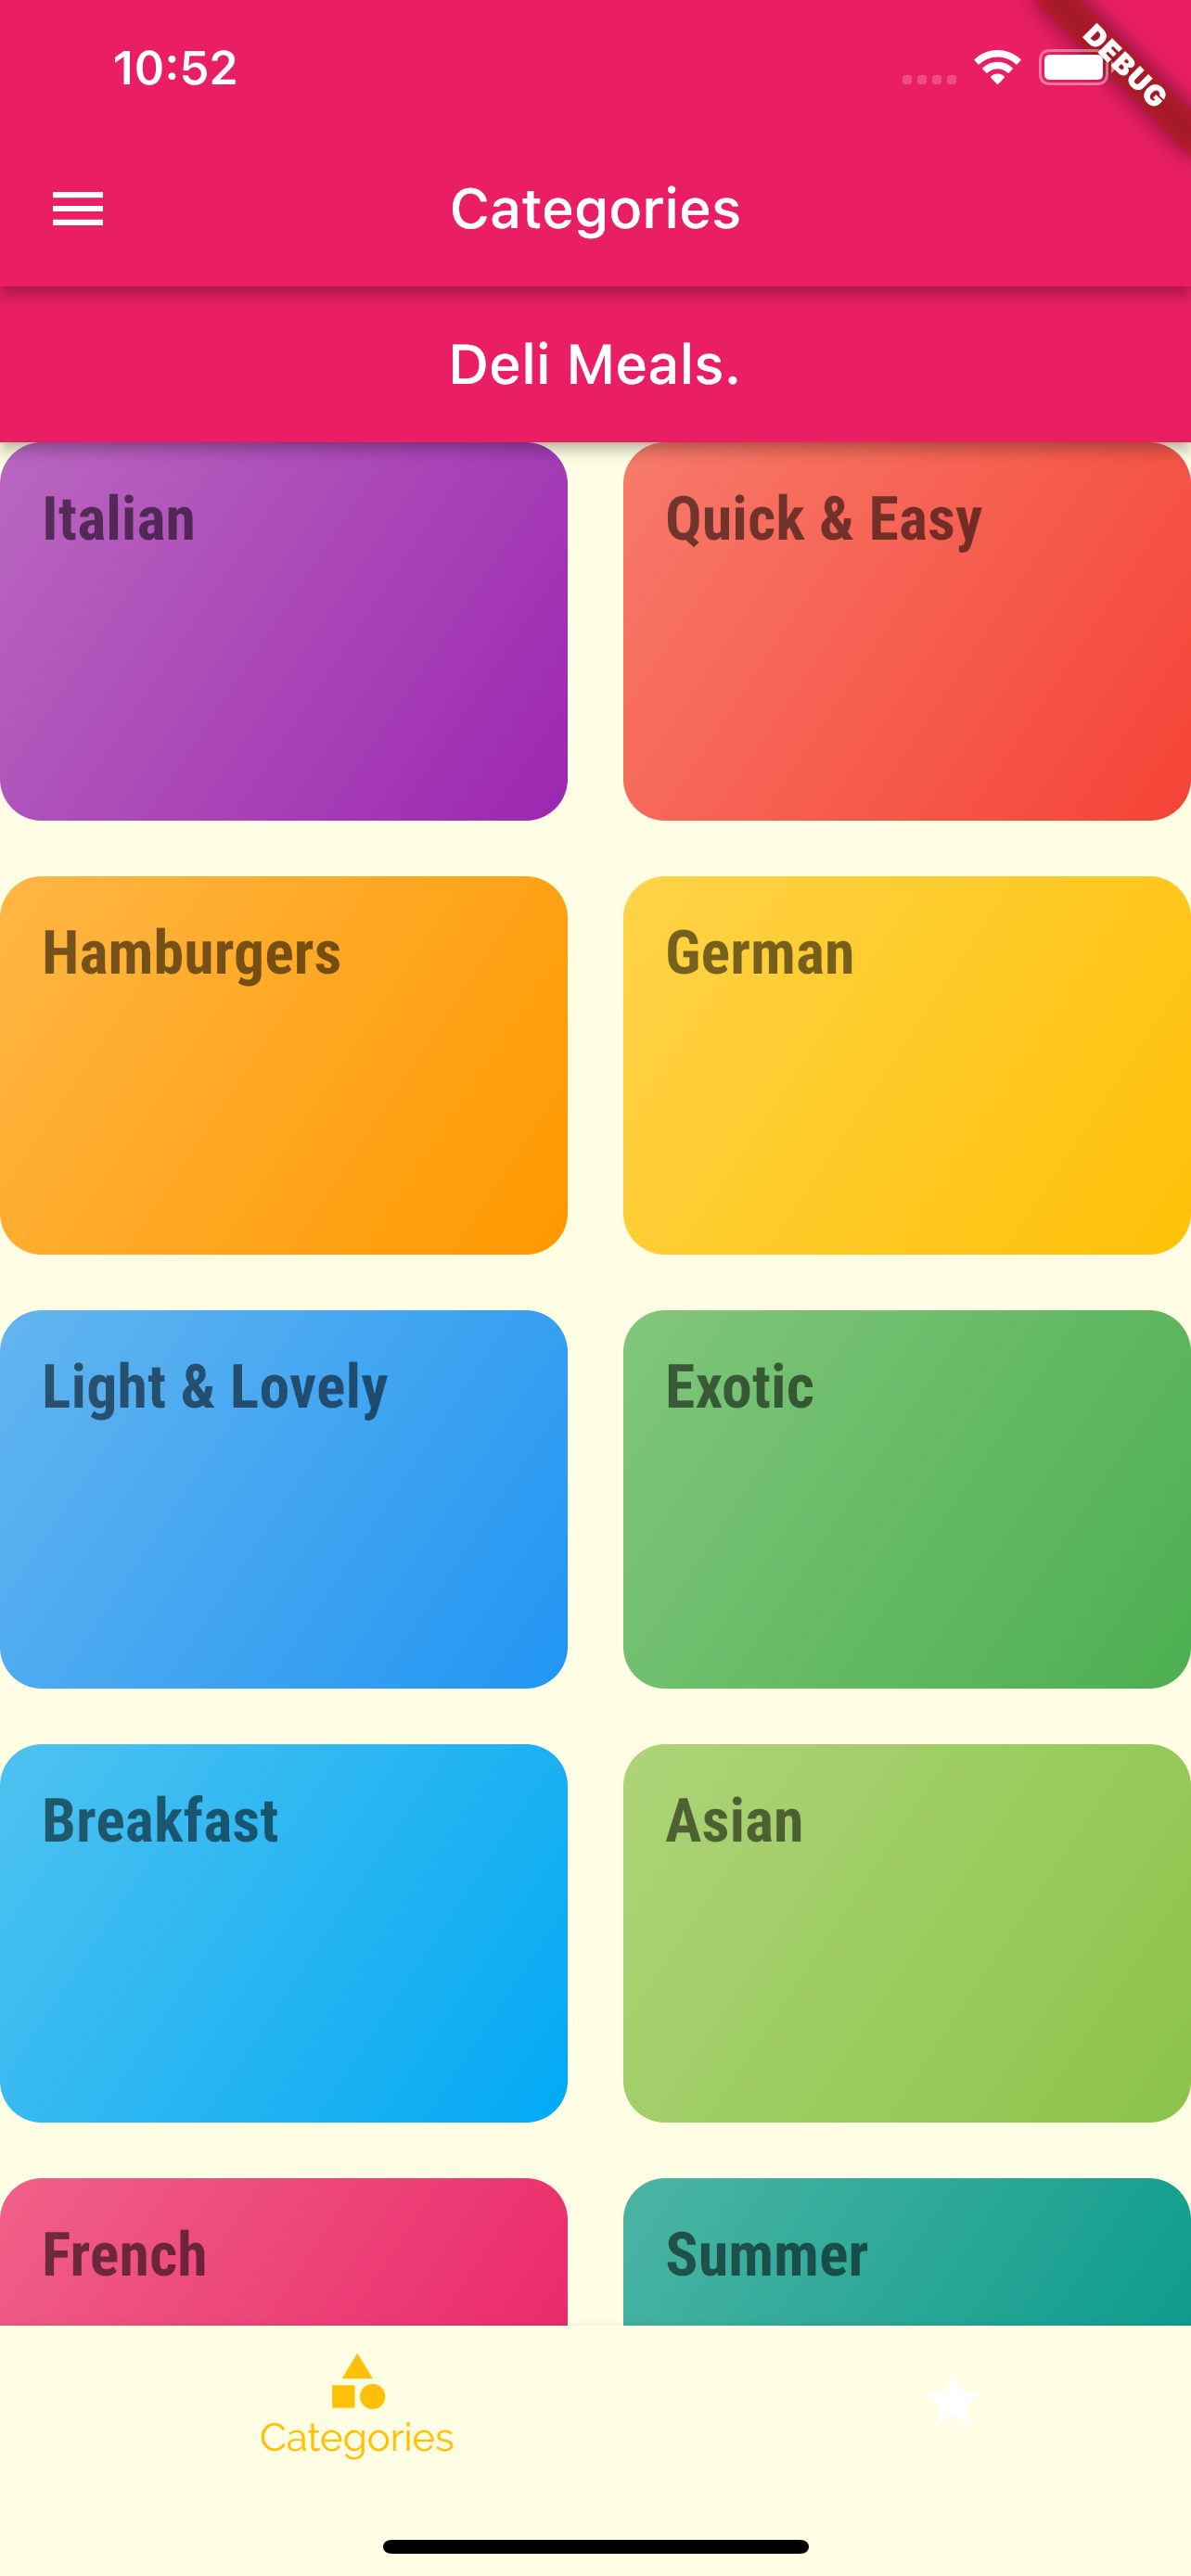 10:52
DEBUG
Categories
Deli Meals.
Italian
Quick & Easy
Hamburgers
German
Light & Lovely
Exotic
Breakfast
Asian
French
Summer
Categories